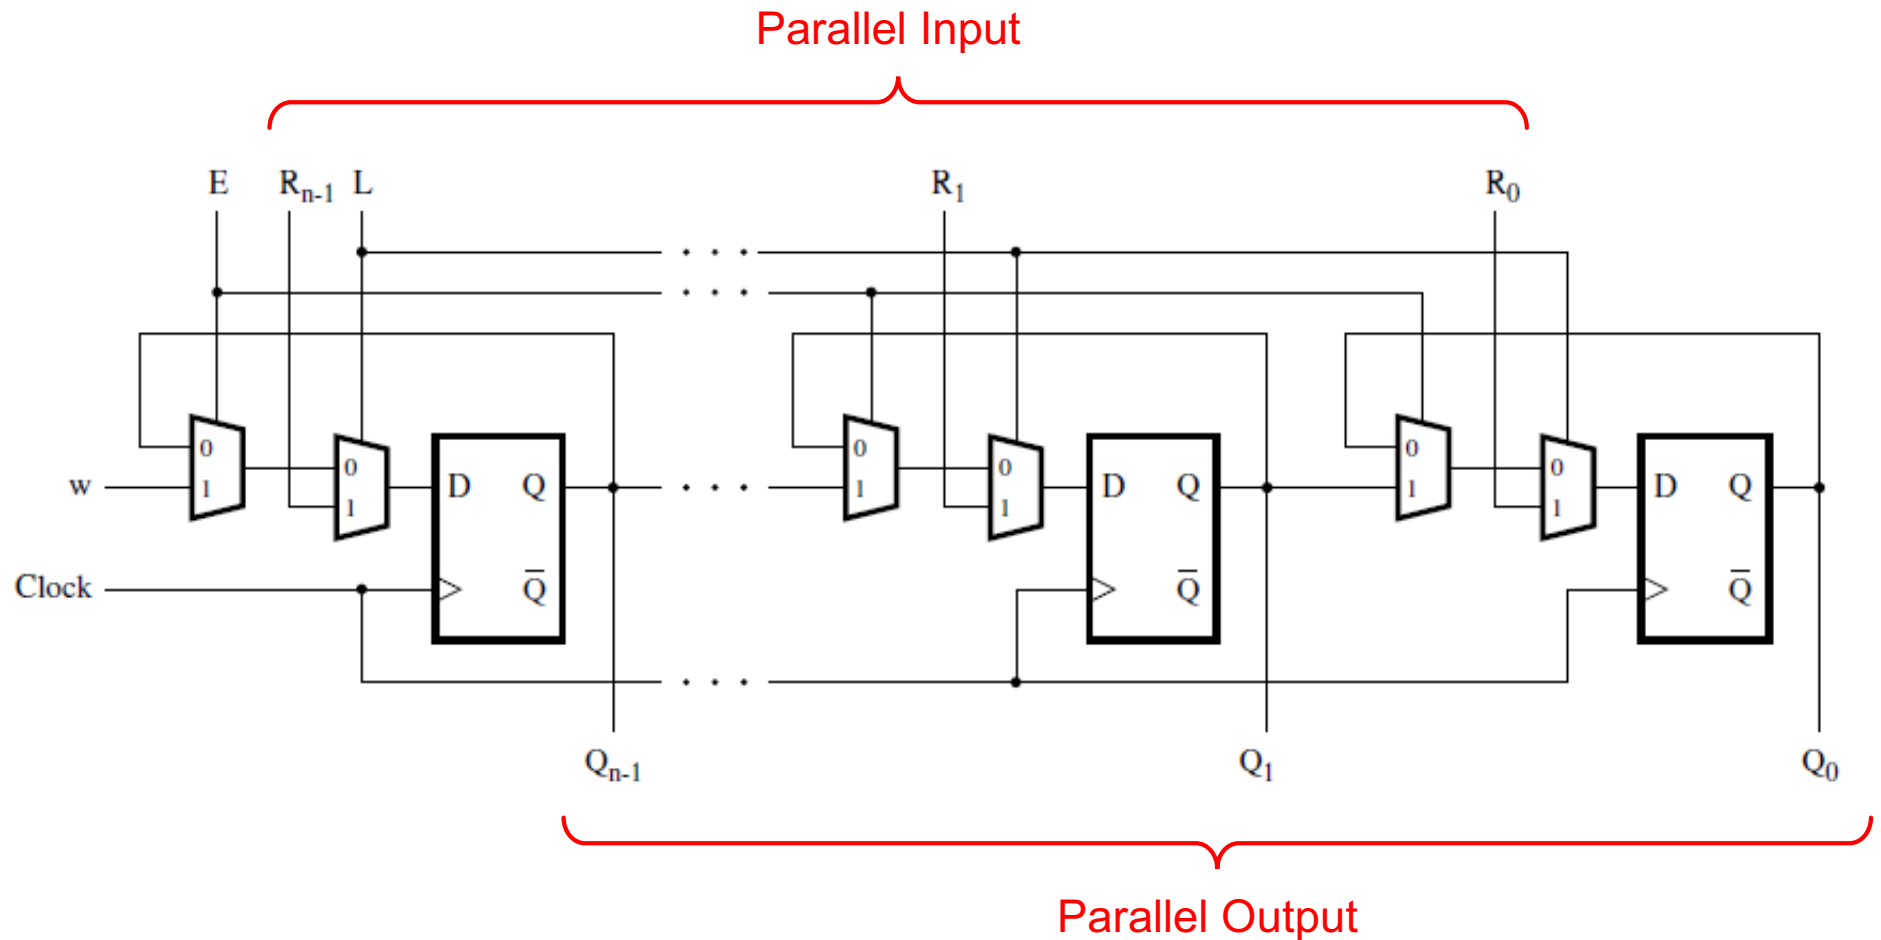 Parallel Input
E Rn-1 L R1 R0
0 0 0
0 0 0
w 1 D Q 1 D Q 1 D Q
1 1 1
Clock Q̅ Q̅ Q̅
Qn-1 Q1 Q0
Parallel Output